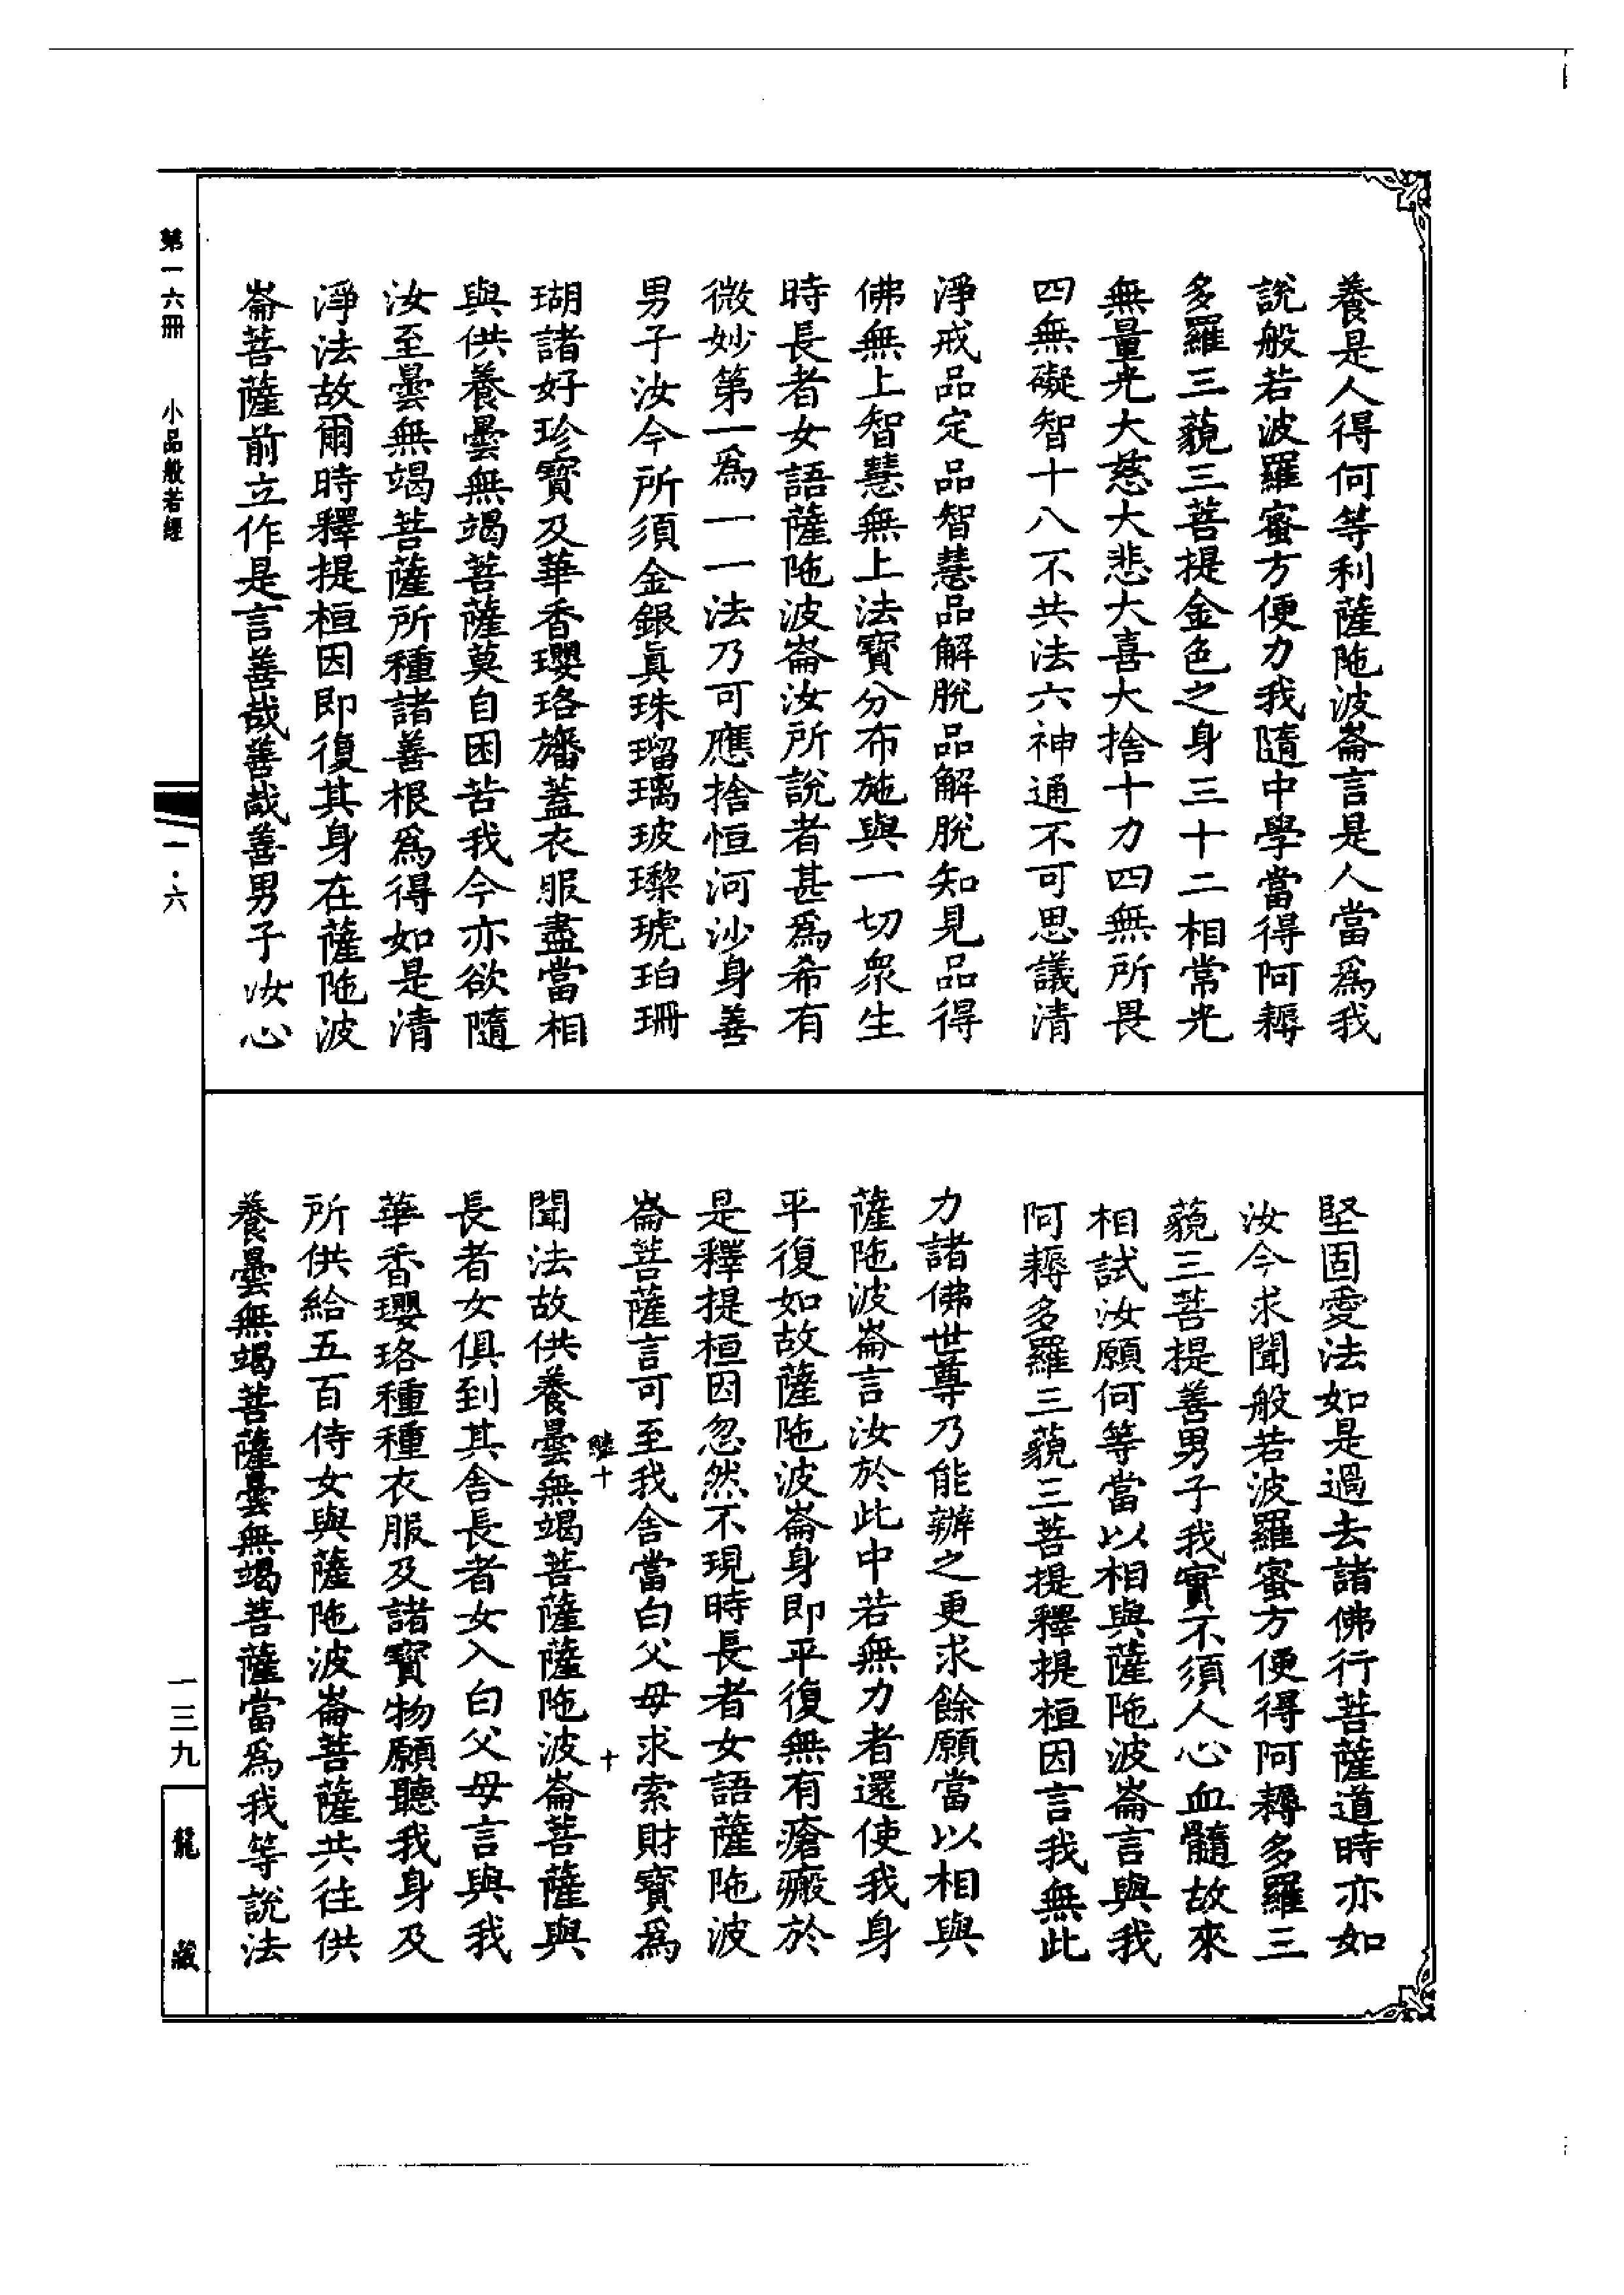 養是人得何等利薩陁波崙言是人當爲我
說般若波羅蜜方便力我隨中學當得阿耨
多羅三藐三菩提金色之身三十二相常光
無量光大慈大悲大喜大捨十力四無所畏
四無礙智十八不共法六神通不可思議清
淨戒品定品智慧品解脫品解脫知見品得
佛無上智慧無上法寶分布施與一切衆生
時長者女語薩陁波崙汝所說者甚爲希有
微妙第一爲一一法乃可應捨恒河沙身善
男子汝今所須金銀眞珠瑠璃玻瓈琥珀珊
瑚諸好珍寶及華香瓔珞旛蓋衣服盡當相
與供養曇無竭菩薩莫自困苦我今亦欲隨
汝至曇無竭菩薩所種諸善根爲得如是清
淨法故爾時釋提桓因即復其身在薩陁波
崙菩薩前立作是言善哉善哉善男子汝心
堅固愛法如是過去諸佛行菩薩道時亦如
汝今求聞般若波羅蜜方便得阿耨多羅三
藐三菩提善男子我實不須人心血髓故來
相試汝願何等當以相與薩陁波崙言與我
阿耨多羅三藐三菩提釋提桓因言我無此
力諸佛世尊乃能辦之更求餘願當以相與
薩陁波崙言汝於此中若無力者還使我身
平復如故薩陁波崙身即平復無有瘡瘢於
是釋提桓因忽然不現時長者女語薩陁波
崙菩薩言可至我舍當白父母求索財寶爲
十
聞法故供養曇無竭菩薩薩陁波崙菩薩與
長者女俱到其舍長者女入白父母言與我
華香瓔珞種種衣服及諸寶物願聽我身及
所供給五百侍女與薩陁波崙菩薩共往供
養曇無竭菩薩曇無竭菩薩當爲我等說法
第一六冊 小品般若經
一·六
一三九
龍藏